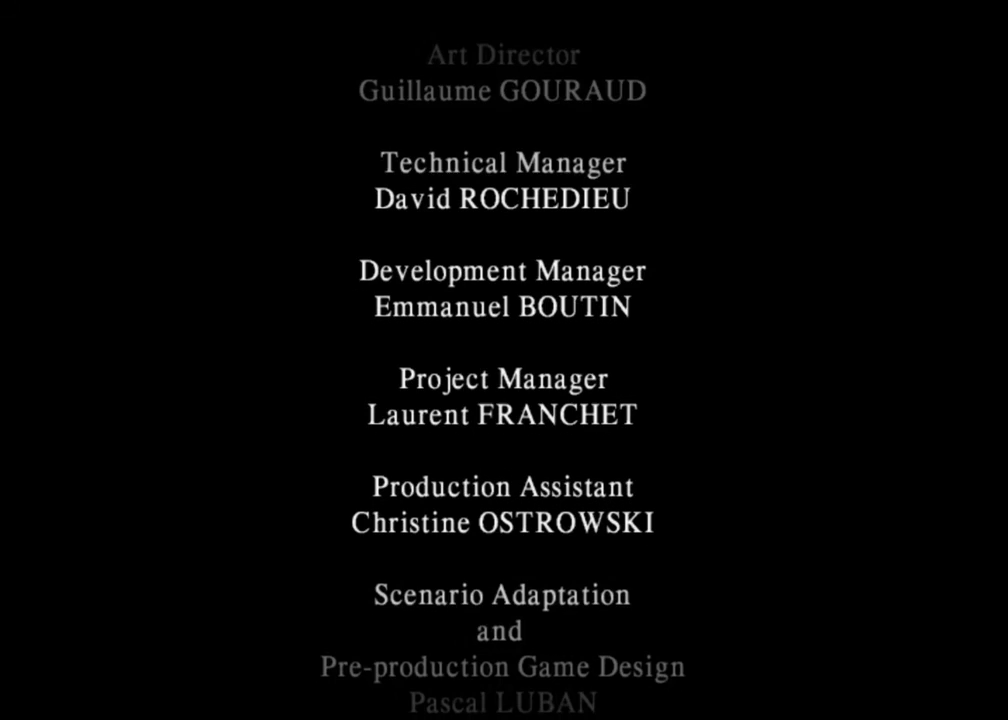 Art Director
Guillaume GOURAUD
Technical Manager
David ROCHEDIEU
Development Manager
Emmanuel BOUTIN
Project Manager
Laurent FRANCHET
Production Assistant
Christine OSTROWSKI
Scenario Adaptation
and
Pre-production Game Design
Pascal LUBAN